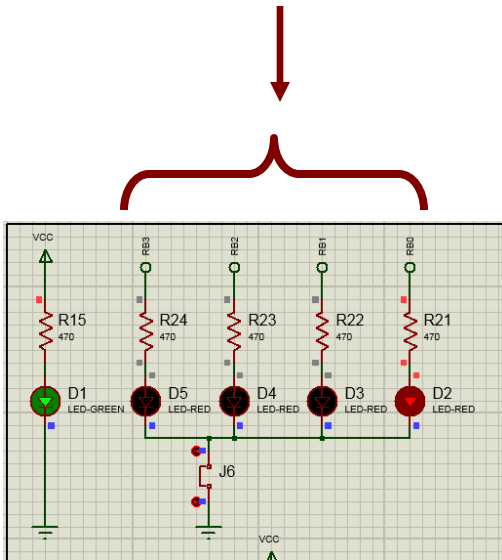 VCC
RB3
RB2
RB1
RB0
R15
470
R24
470
R23
470
R22
470
R21
470
D1
LED-GREEN
D5
LED-RED
D4
LED-RED
D3
LED-RED
D2
LED-RED
J6
VCC